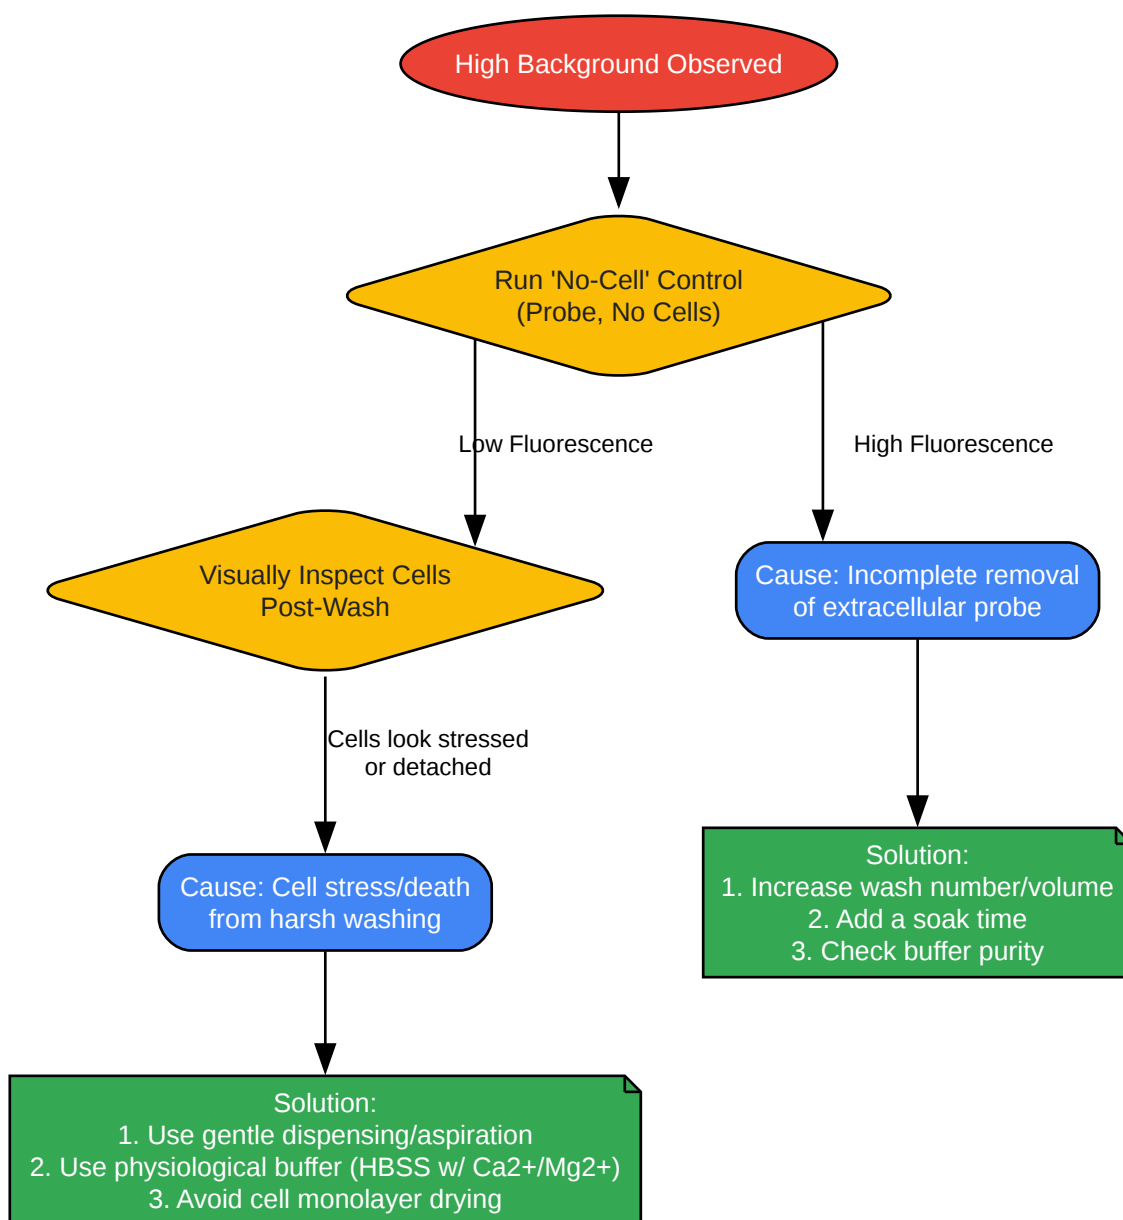 High Background Observed
Run 'No-Cell' Control
(Probe, No Cells)
Low Fluorescence
High Fluorescence
Visually Inspect Cells
Post-Wash
Cause: Incomplete removal
of extracellular probe
Cells look stressed
or detached
Cause: Cell stress/death
from harsh washing
Solution:
1. Increase wash number/volume
2. Add a soak time
3. Check buffer purity
Solution:
1. Use gentle dispensing/aspiration
2. Use physiological buffer (HBSS w/ Ca2+/Mg2+)
3. Avoid cell monolayer drying